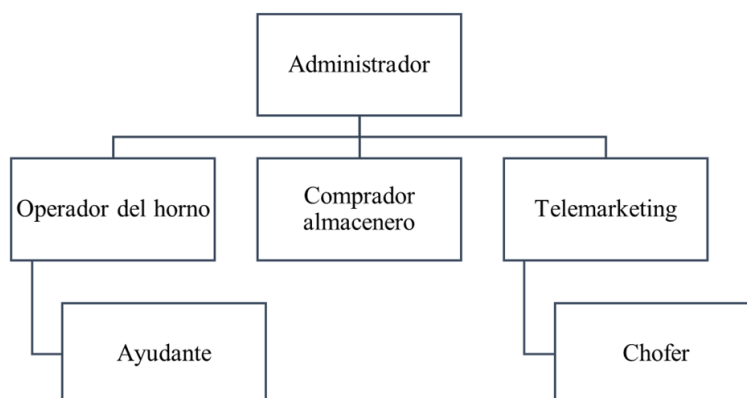 Administrador
Operador del horno
Comprador
almacenero
Telemarketing
Ayudante
Chofer